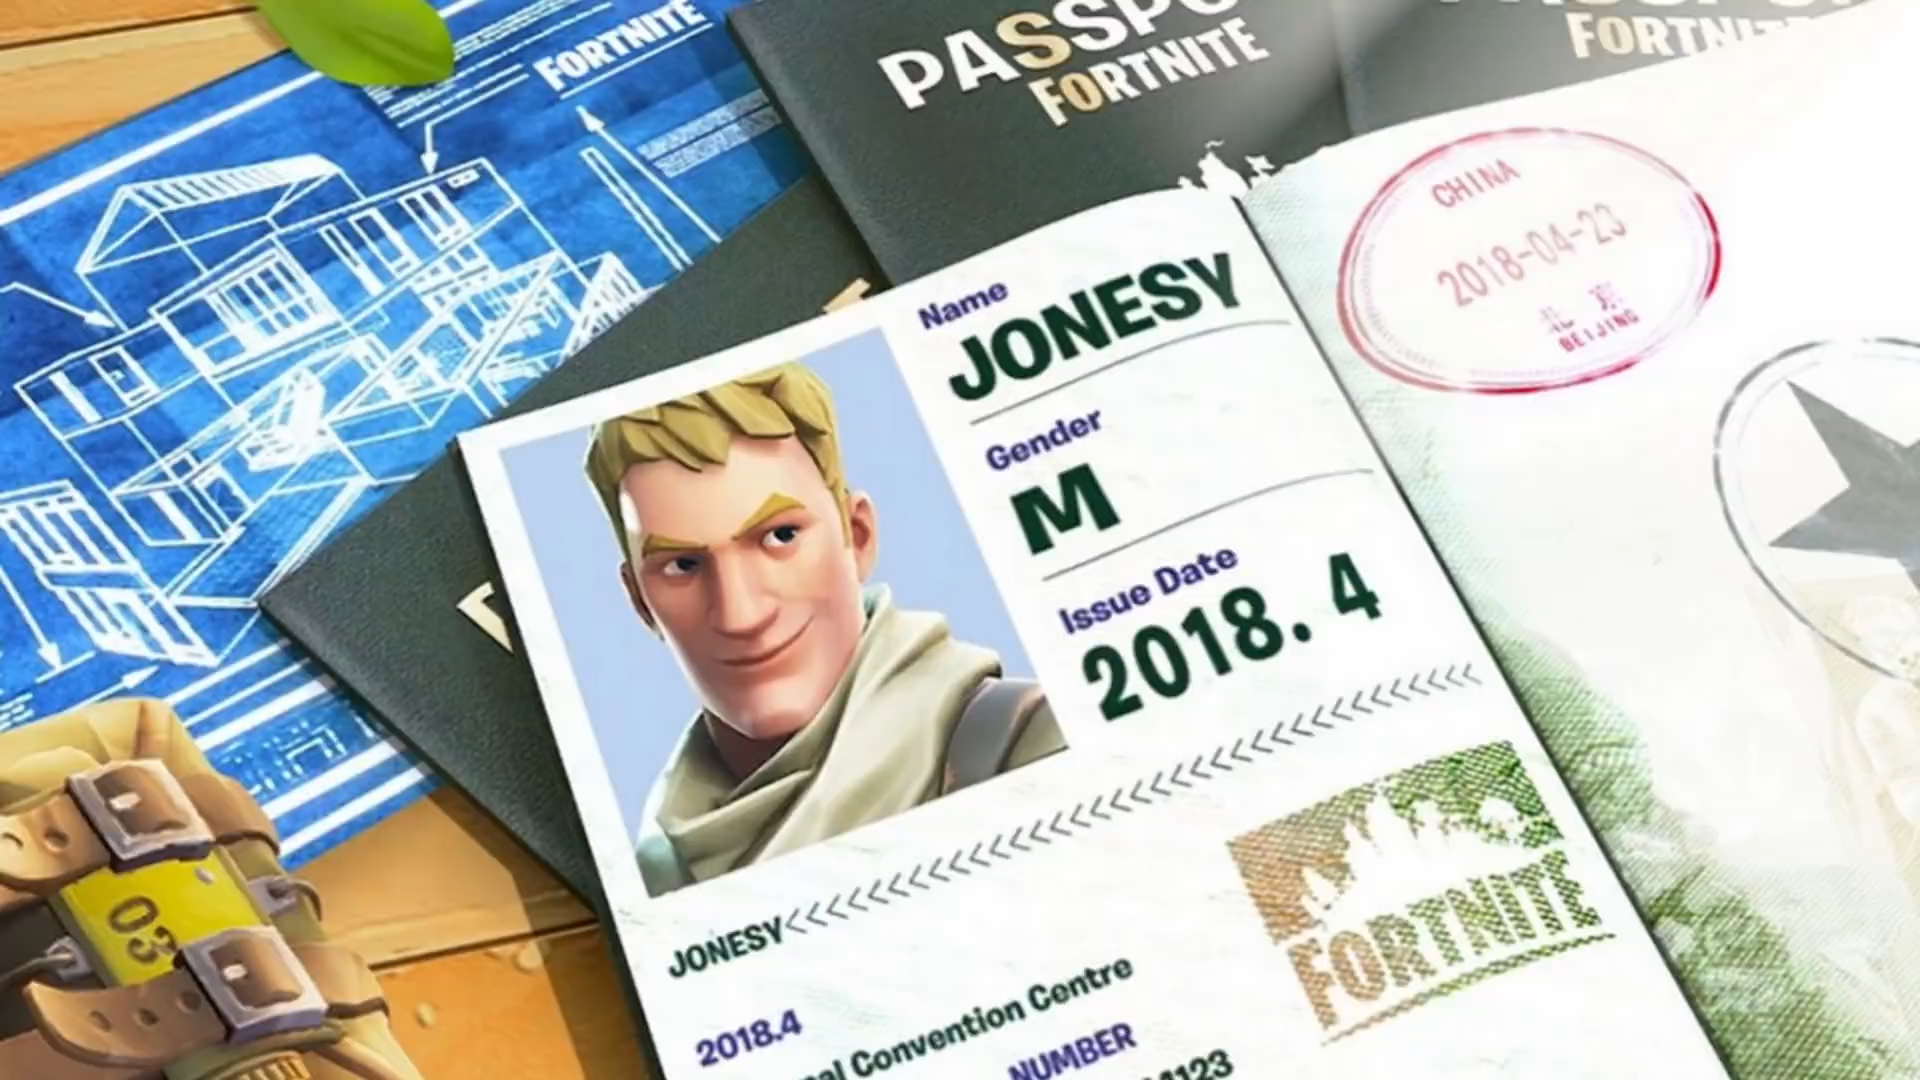 FORTNITE
FORTNITE
FORTNITE
CHINA
2018-04-23
北 京
BEIJING
Name
JONESY
Gender
M
Issue Date
2018. 4
JONESY<<<<<<<<<<<<<<<<<<<<<<<<<<<<<<<<<<<<<<
FORTNITE
2018.4
Convention Centre
NUMBER
03